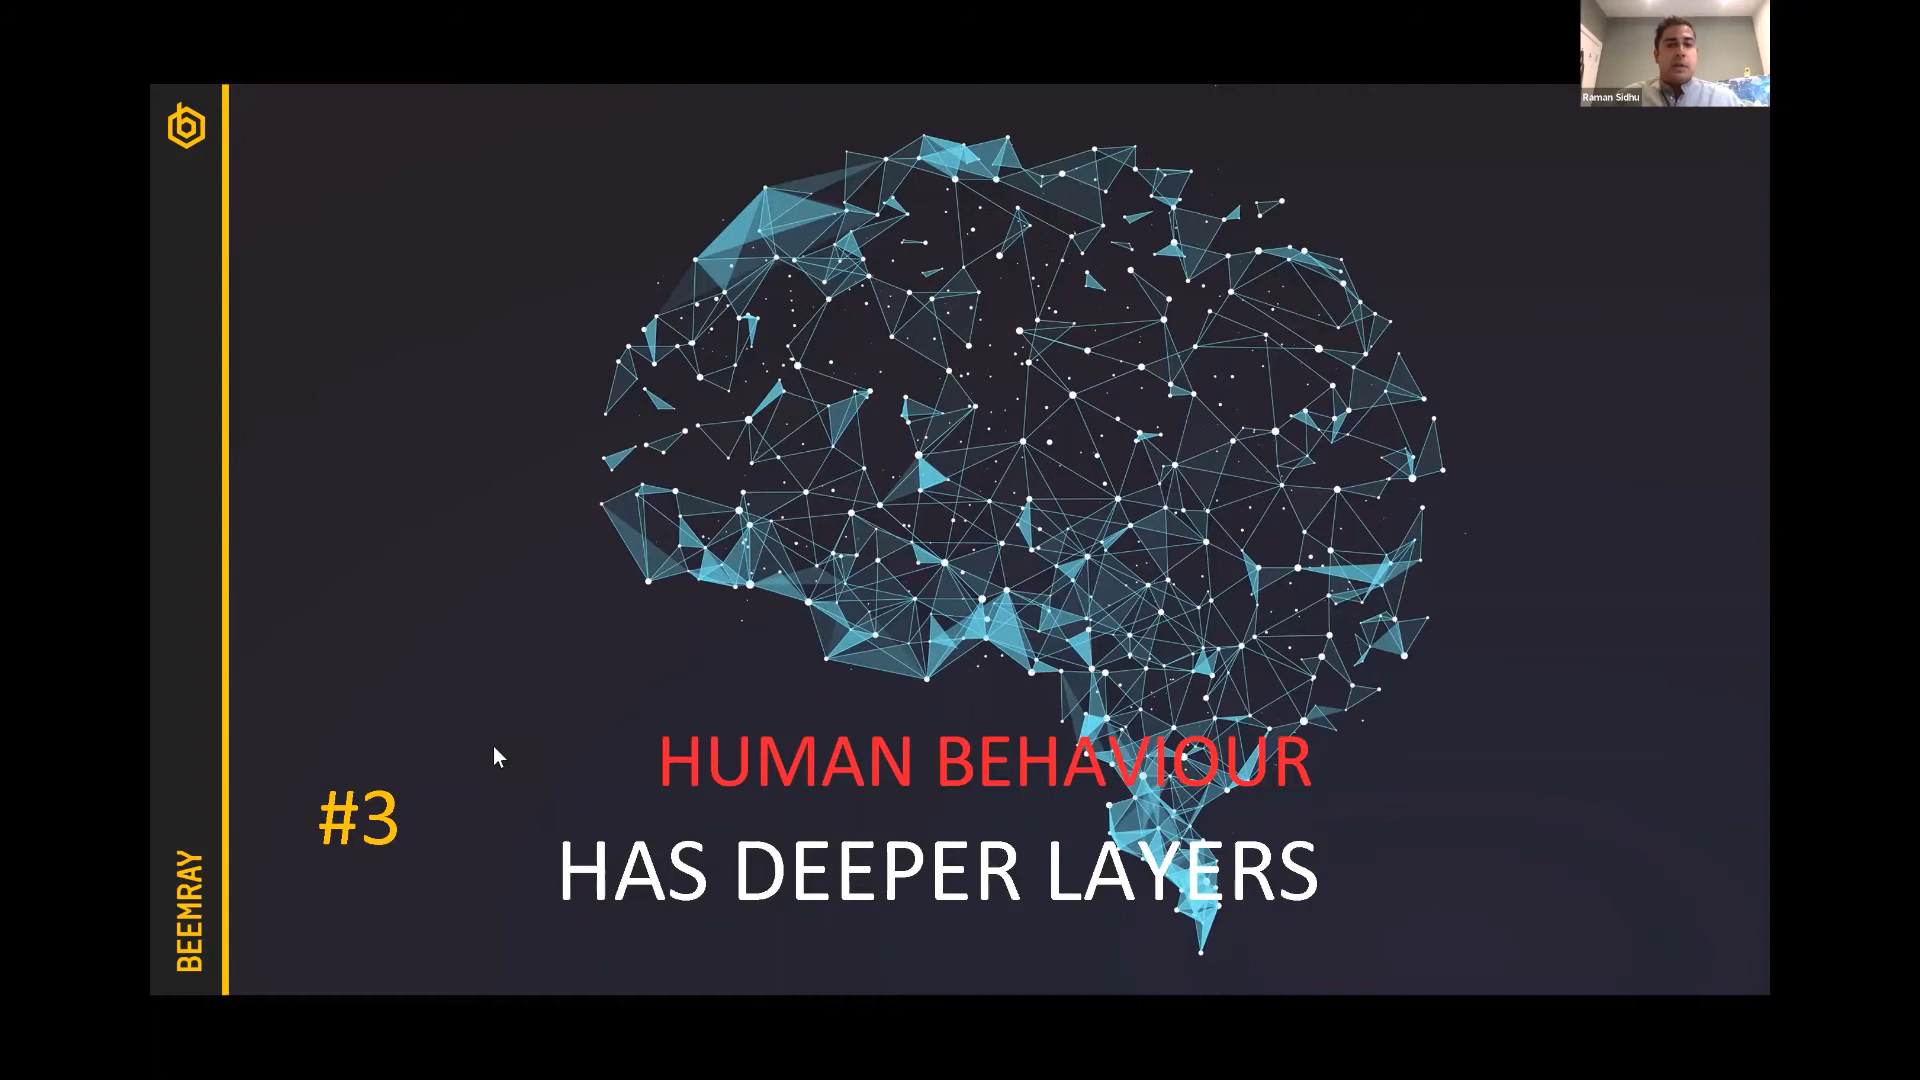 Raman Sidhu
HUMAN BEHAVIOUR
#3
HAS DEEPER LAYERS
BEEMRAY